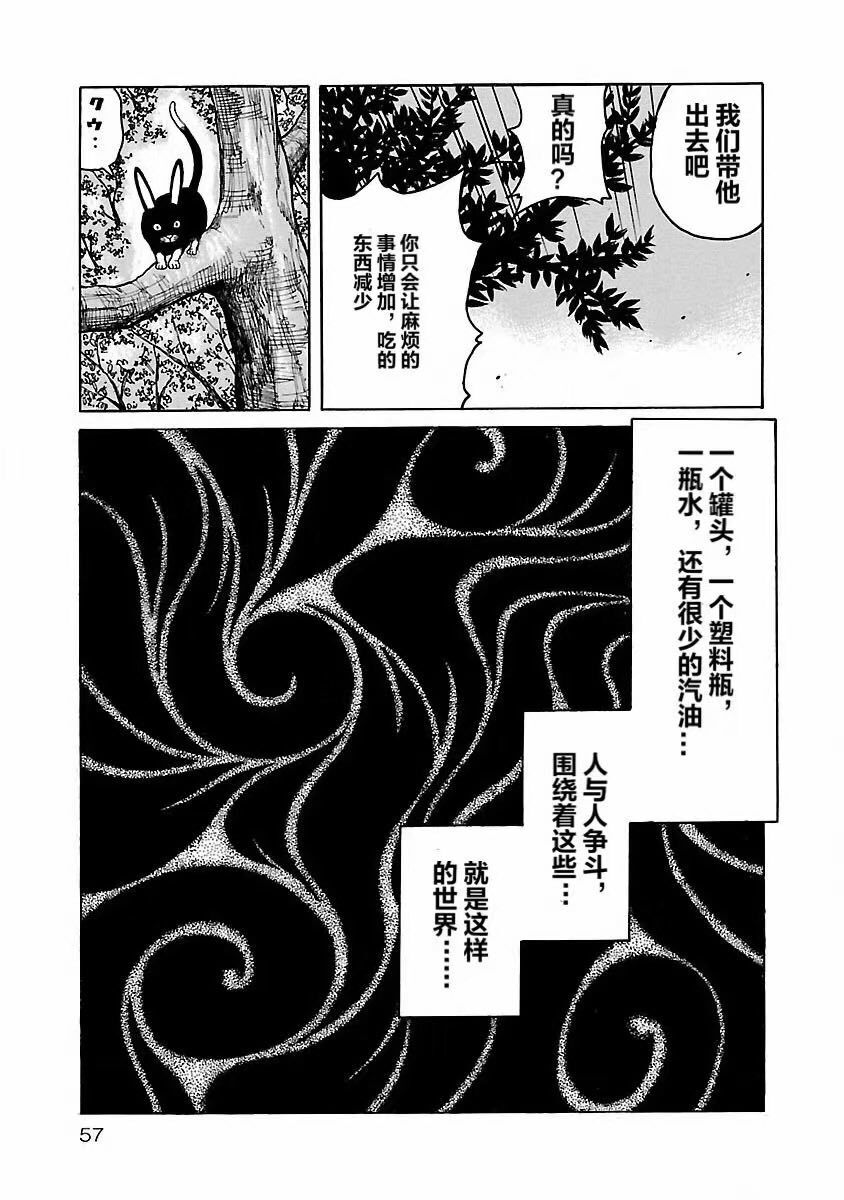 我们带他
出去吧
真的吗？
你只会让麻烦的
事情增加，吃的
东西减少
クゥ…
一个罐头，一个塑料瓶，
一瓶水，还有很少的汽油…
人与人争斗，
围绕着这些…
就是这样
的世界……
57